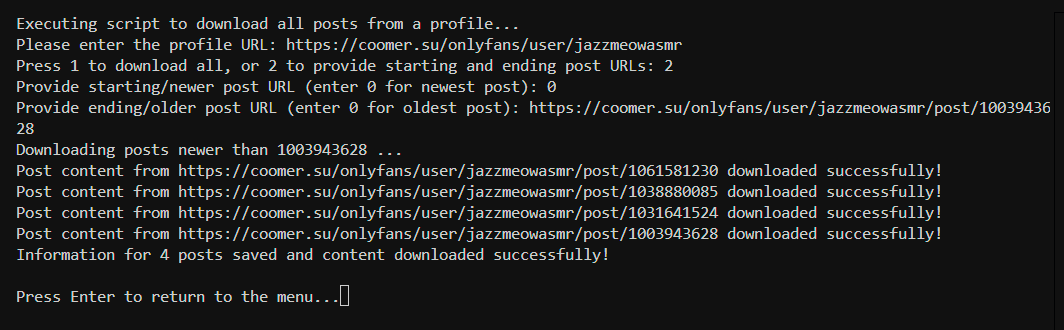 Executing script to download all posts from a profile...
Please enter the profile URL: https://coomer.su/onlyfans/user/jazzmeowasmr
Press 1 to download all, or 2 to provide starting and ending post URLs: 2
Provide starting/newer post URL (enter 0 for newest post): 0
Provide ending/older post URL (enter 0 for oldest post): https://coomer.su/onlyfans/user/jazzmeowasmr/post/10039436
28
Downloading posts newer than 1003943628 ...
Post content from https://coomer.su/onlyfans/user/jazzmeowasmr/post/1061581230 downloaded successfully!
Post content from https://coomer.su/onlyfans/user/jazzmeowasmr/post/1038880085 downloaded successfully!
Post content from https://coomer.su/onlyfans/user/jazzmeowasmr/post/1031641524 downloaded successfully!
Post content from https://coomer.su/onlyfans/user/jazzmeowasmr/post/1003943628 downloaded successfully!
Information for 4 posts saved and content downloaded successfully!
Press Enter to return to the menu...